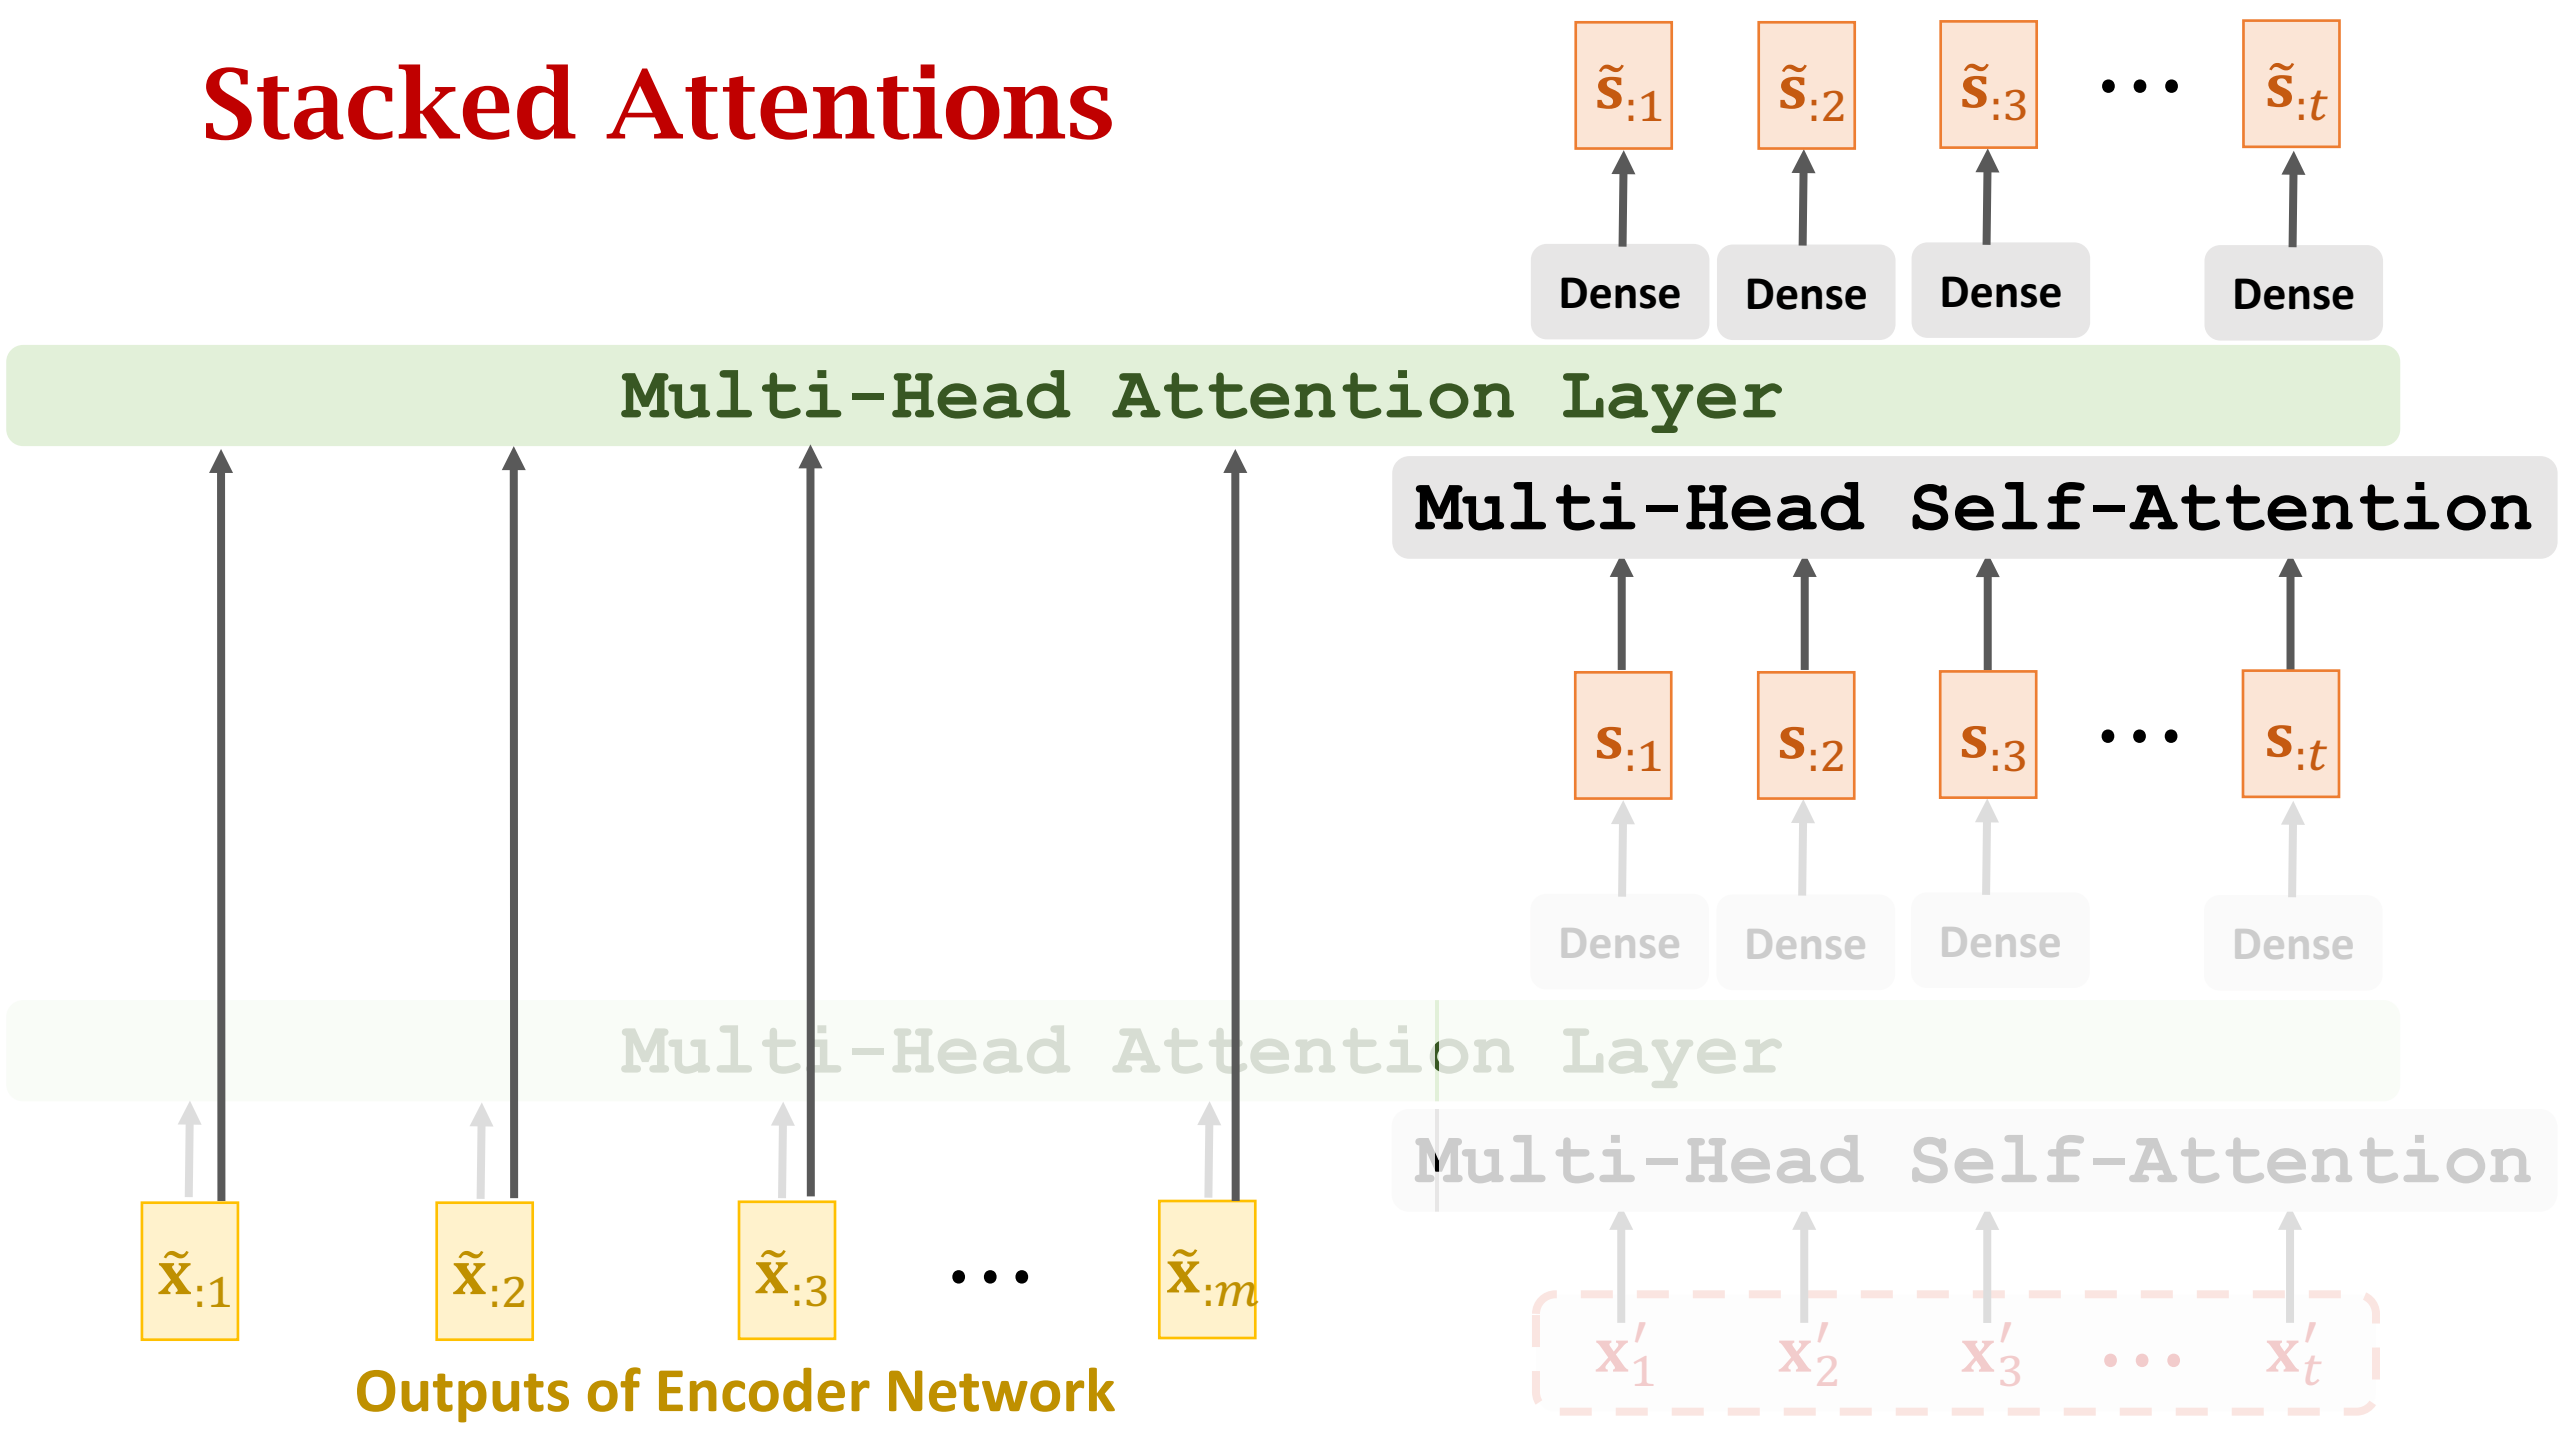 Stacked Attentions
s̃:1 s̃:2 s̃:3 ··· s̃:t
Dense Dense Dense Dense
Multi-Head Attention Layer
Multi-Head Self-Attention
s:1 s:2 s:3 ··· s:t
Dense Dense Dense Dense
Multi-Head Attention Layer
Multi-Head Self-Attention
x̃:1 x̃:2 x̃:3 ··· x̃:m
x′1 x′2 x′3 ··· x′t
Outputs of Encoder Network